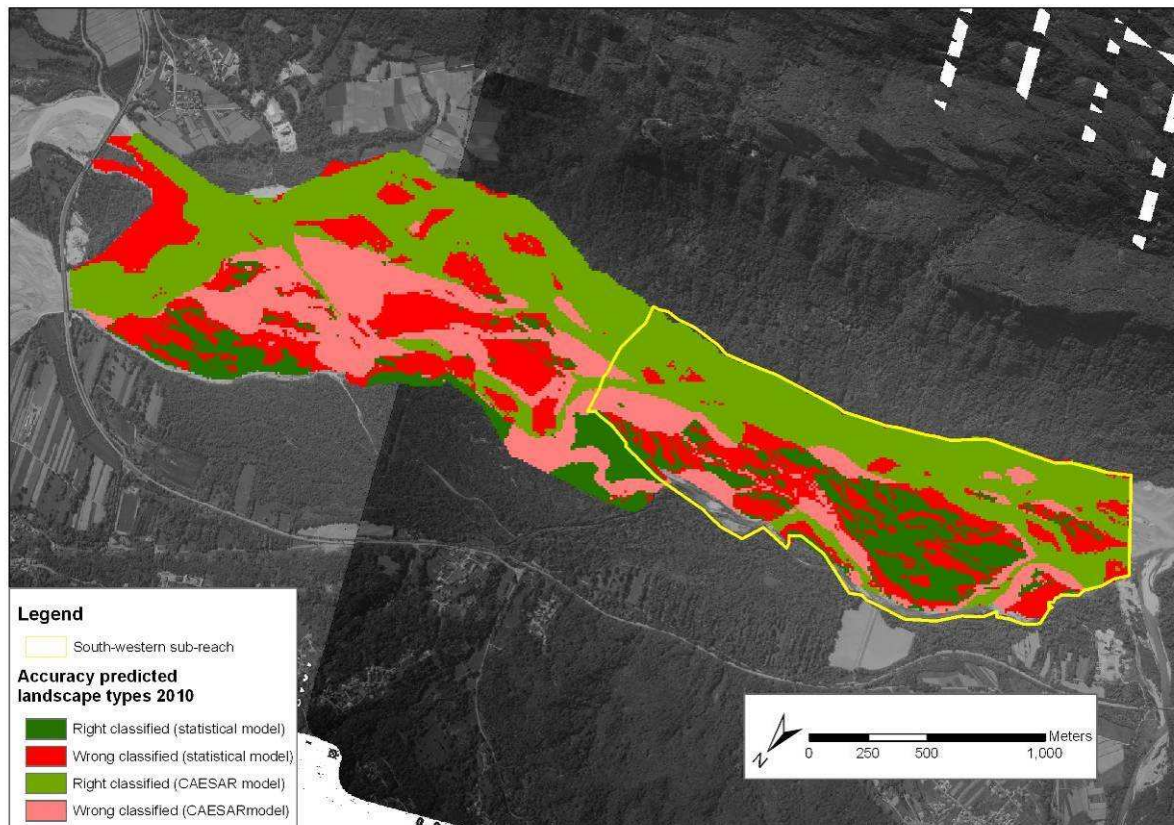 Legend
South-western sub-reach
Accuracy predicted
landscape types 2010
Right classified (statistical model)
Wrong classified (statistical model)
Right classified (CAESAR model)
Wrong classified (CAESARmodel)
N
Meters
0 250 500 1,000